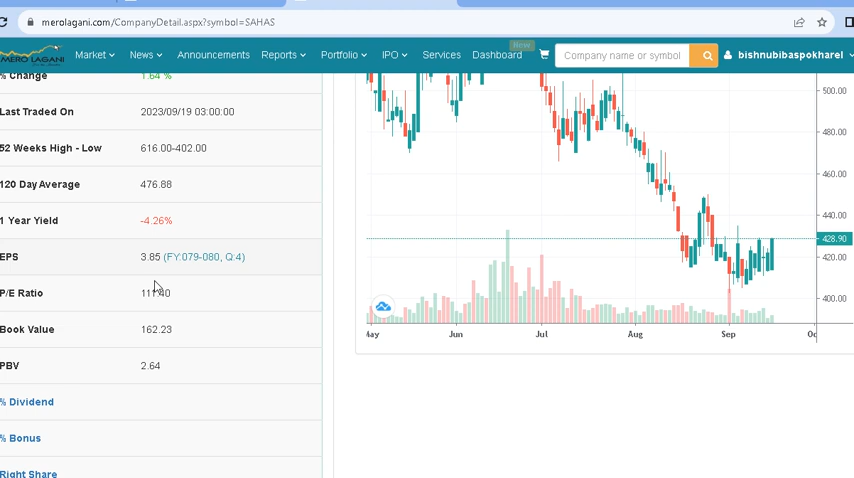 merolagani.com/CompanyDetail.aspx?symbol=SAHAS
MERO LAGANI
Market
News
Announcements
Reports
Portfolio
IPO
Services
Dashboard
New
Company name or symbol
bishnubibaspokharel
% Change 1.64 %
Last Traded On 2023/09/19 03:00:00
52 Weeks High - Low 616.00-402.00
120 Day Average 476.88
1 Year Yield -4.26%
EPS 3.85 (FY:079-080, Q:4)
P/E Ratio 111.40
Book Value 162.23
PBV 2.64
% Dividend
% Bonus
Right Share
500.00
480.00
460.00
440.00
428.90
420.00
400.00
May Jun Jul Aug Sep